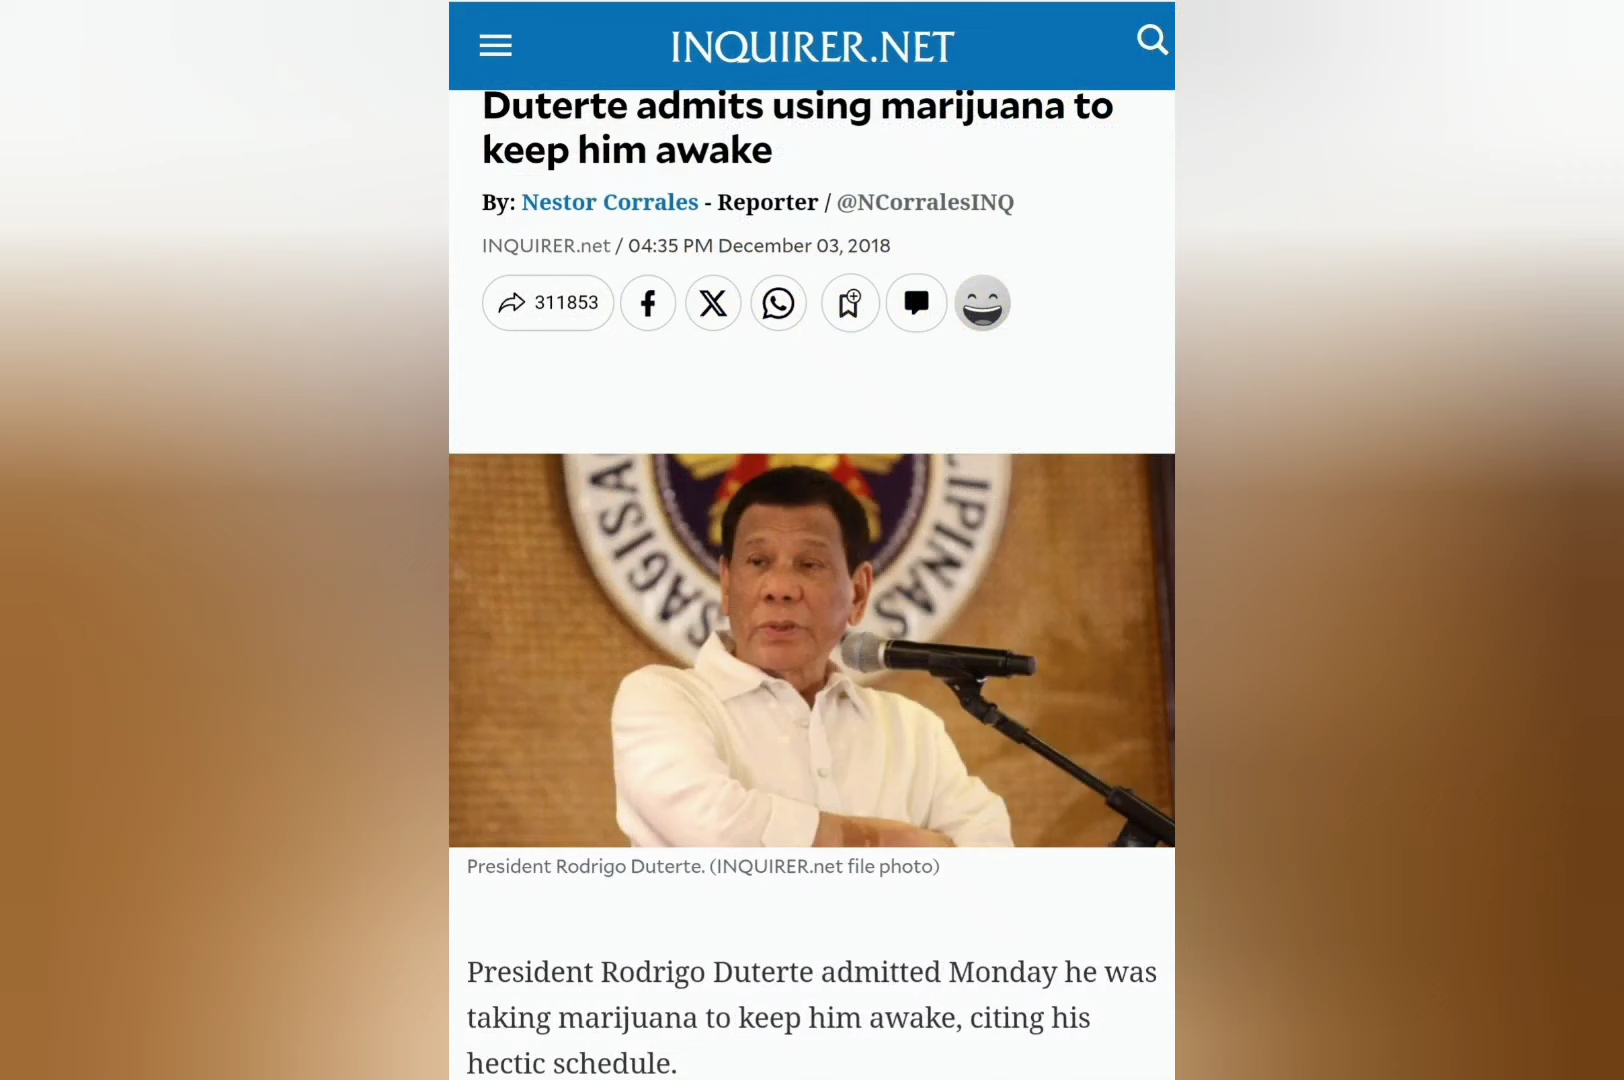 INQUIRER.NET
Duterte admits using marijuana to
keep him awake
By: Nestor Corrales - Reporter / @NCorralesINQ
INQUIRER.net / 04:35 PM December 03, 2018
311853
SAGISA
LIPINAS
President Rodrigo Duterte. (INQUIRER.net file photo)
President Rodrigo Duterte admitted Monday he was
taking marijuana to keep him awake, citing his
hectic schedule.